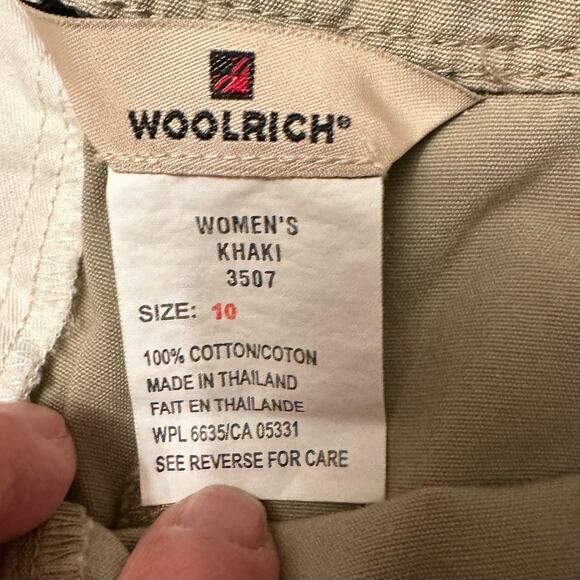 WOOLRICH®
WOMEN'S
KHAKI
3507
SIZE: 10
100% COTTON/COTON
MADE IN THAILAND
FAIT EN THAILANDE
WPL 6635/CA 05331
SEE REVERSE FOR CARE